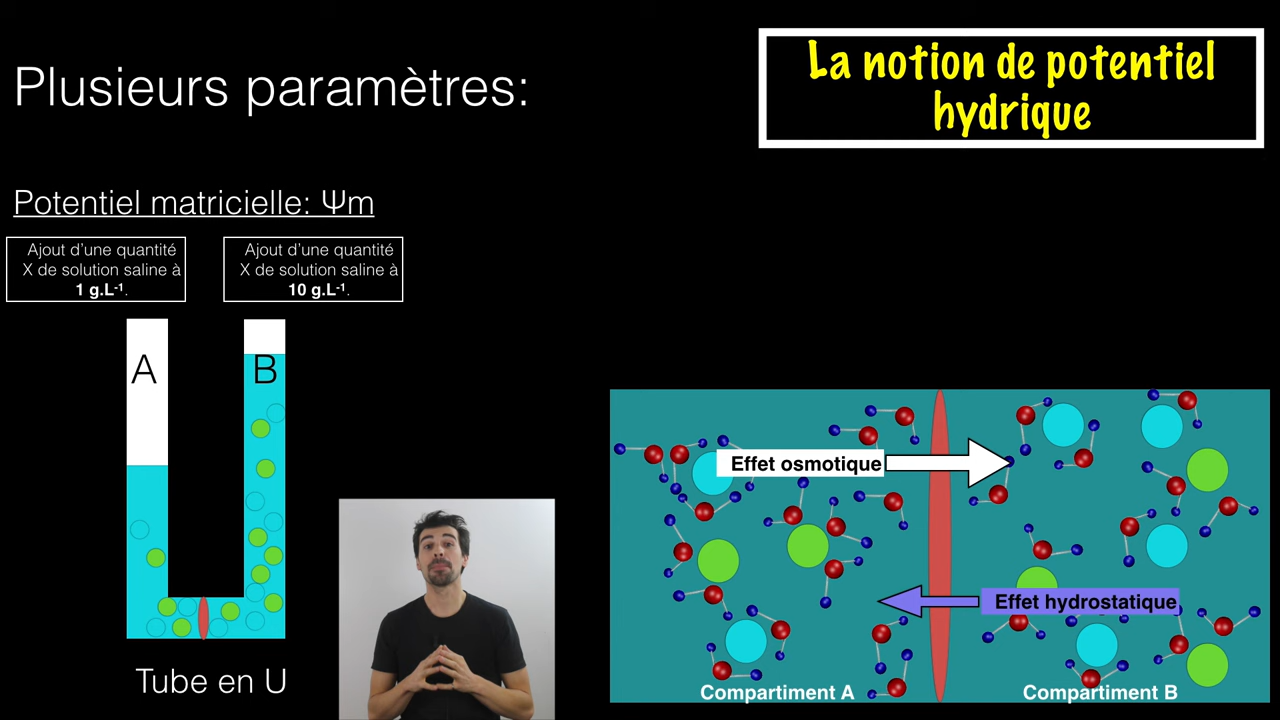 La notion de potentiel
hydrique
Plusieurs paramètres:
Potentiel matricielle: Ψm
Ajout d'une quantité
X de solution saline à
1 g.L-1.
Ajout d'une quantité
X de solution saline à
10 g.L-1.
A
B
Tube en U
Effet osmotique
Effet hydrostatique
Compartiment A
Compartiment B